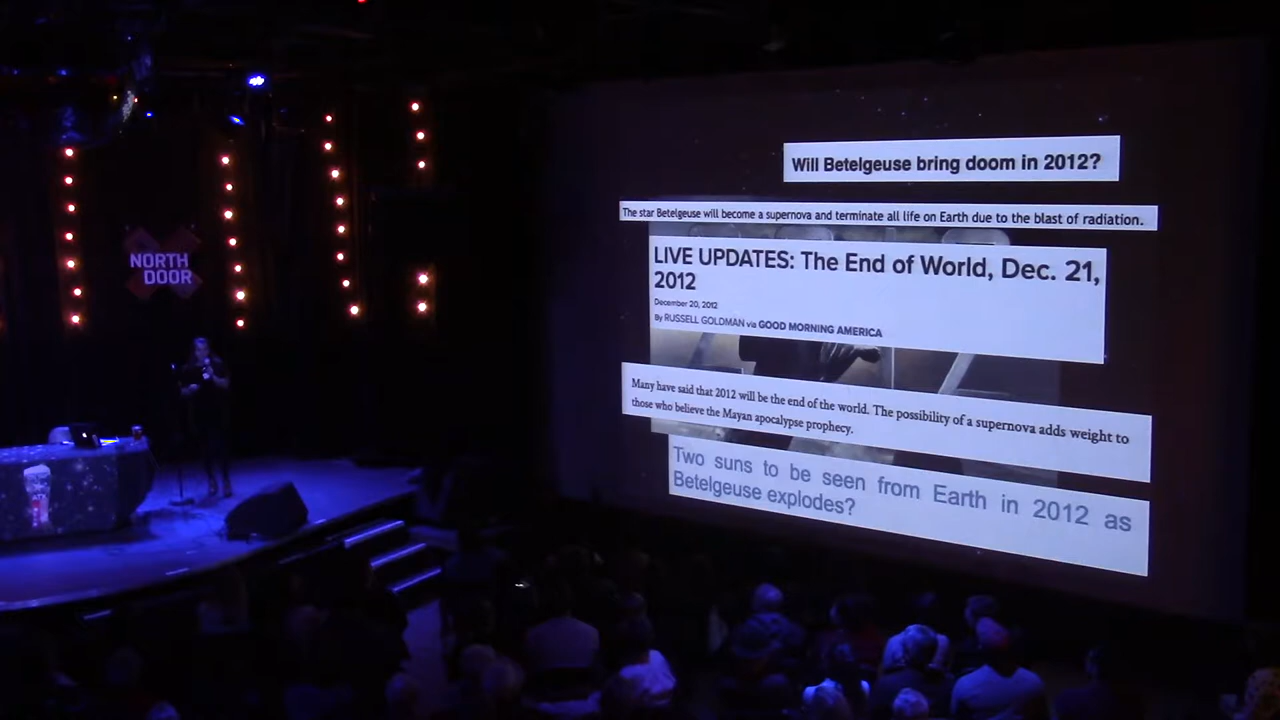 NORTH
DOOR
Will Betelgeuse bring doom in 2012?
The star Betelgeuse will become a supernova and terminate all life on Earth due to the blast of radiation.
LIVE UPDATES: The End of World, Dec. 21,
2012
December 20, 2012
By RUSSELL GOLDMAN via GOOD MORNING AMERICA
Many have said that 2012 will be the end of the world. The possibility of a supernova adds weight to
those who believe the Mayan apocalypse prophecy.
Two suns to be seen from Earth in 2012 as
Betelgeuse explodes?